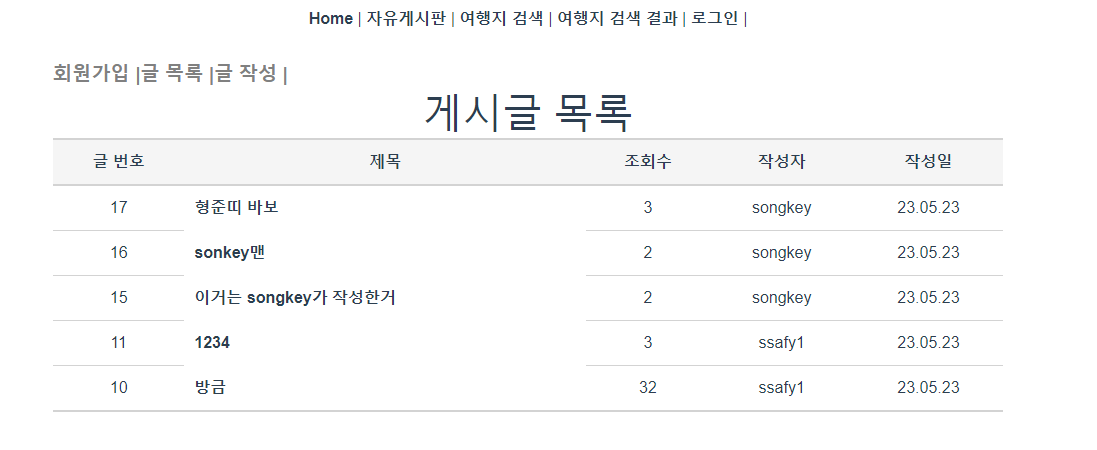 Home | 자유게시판 | 여행지 검색 | 여행지 검색 결과 | 로그인 |
회원가입 |글 목록 |글 작성 |
게시글 목록
글 번호 제목 조회수 작성자 작성일
17 형준띠 바보 3 songkey 23.05.23
16 sonkey맨 2 songkey 23.05.23
15 이거는 songkey가 작성한거 2 songkey 23.05.23
11 1234 3 ssafy1 23.05.23
10 방금 32 ssafy1 23.05.23